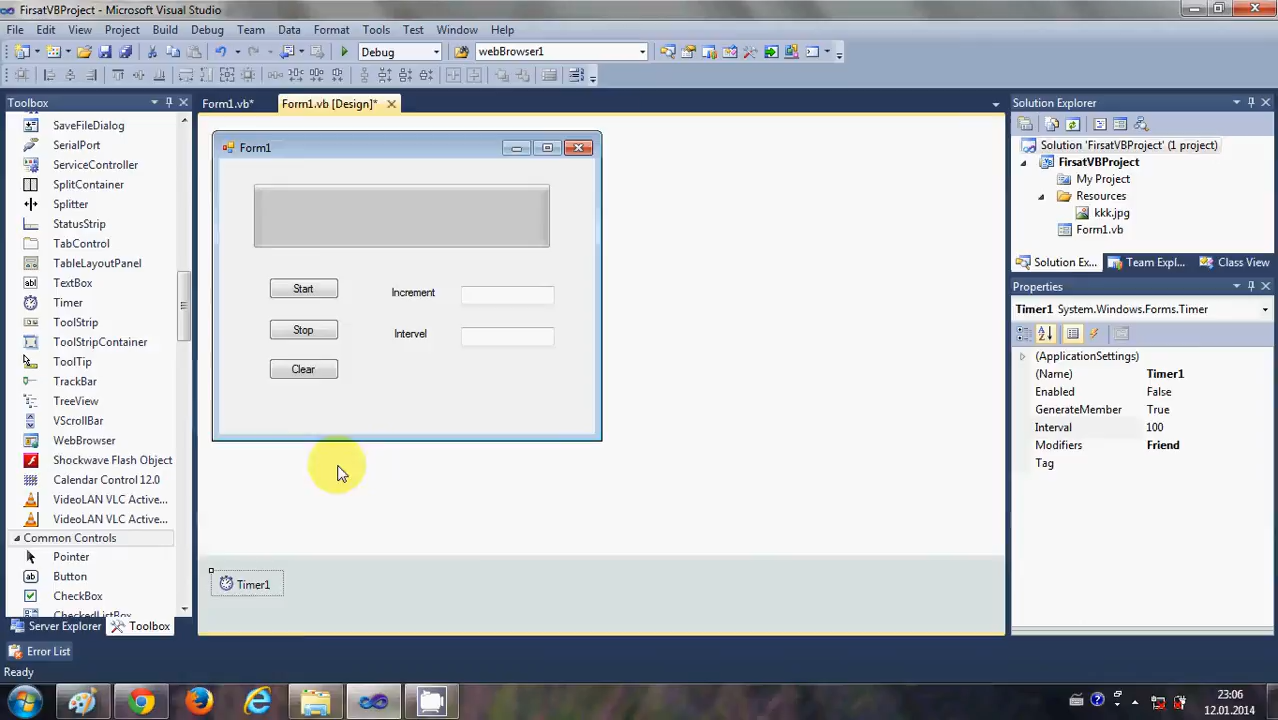 FirsatVBProject - Microsoft Visual Studio
File Edit View Project Build Debug Team Data Format Tools Test Window Help
Debug webBrowser1
Toolbox
Form1.vb* Form1.vb [Design]*
Solution Explorer
SaveFileDialog
SerialPort
ServiceController
SplitContainer
Splitter
StatusStrip
TabControl
TableLayoutPanel
TextBox
Timer
ToolStrip
ToolStripContainer
ToolTip
TrackBar
TreeView
VScrollBar
WebBrowser
Shockwave Flash Object
Calendar Control 12.0
VideoLAN VLC Active...
VideoLAN VLC Active...
Common Controls
Pointer
Button
CheckBox
CheckedListBox
Server Explorer Toolbox
Form1
Start
Stop
Clear
Increment
Intervel
Timer1
Solution 'FirsatVBProject' (1 project)
FirsatVBProject
My Project
Resources
kkk.jpg
Form1.vb
Solution Ex... Team Expl... Class View
Properties
Timer1 System.Windows.Forms.Timer
(ApplicationSettings)
(Name) Timer1
Enabled False
GenerateMember True
Interval 100
Modifiers Friend
Tag
Error List
Ready
23:06
12.01.2014